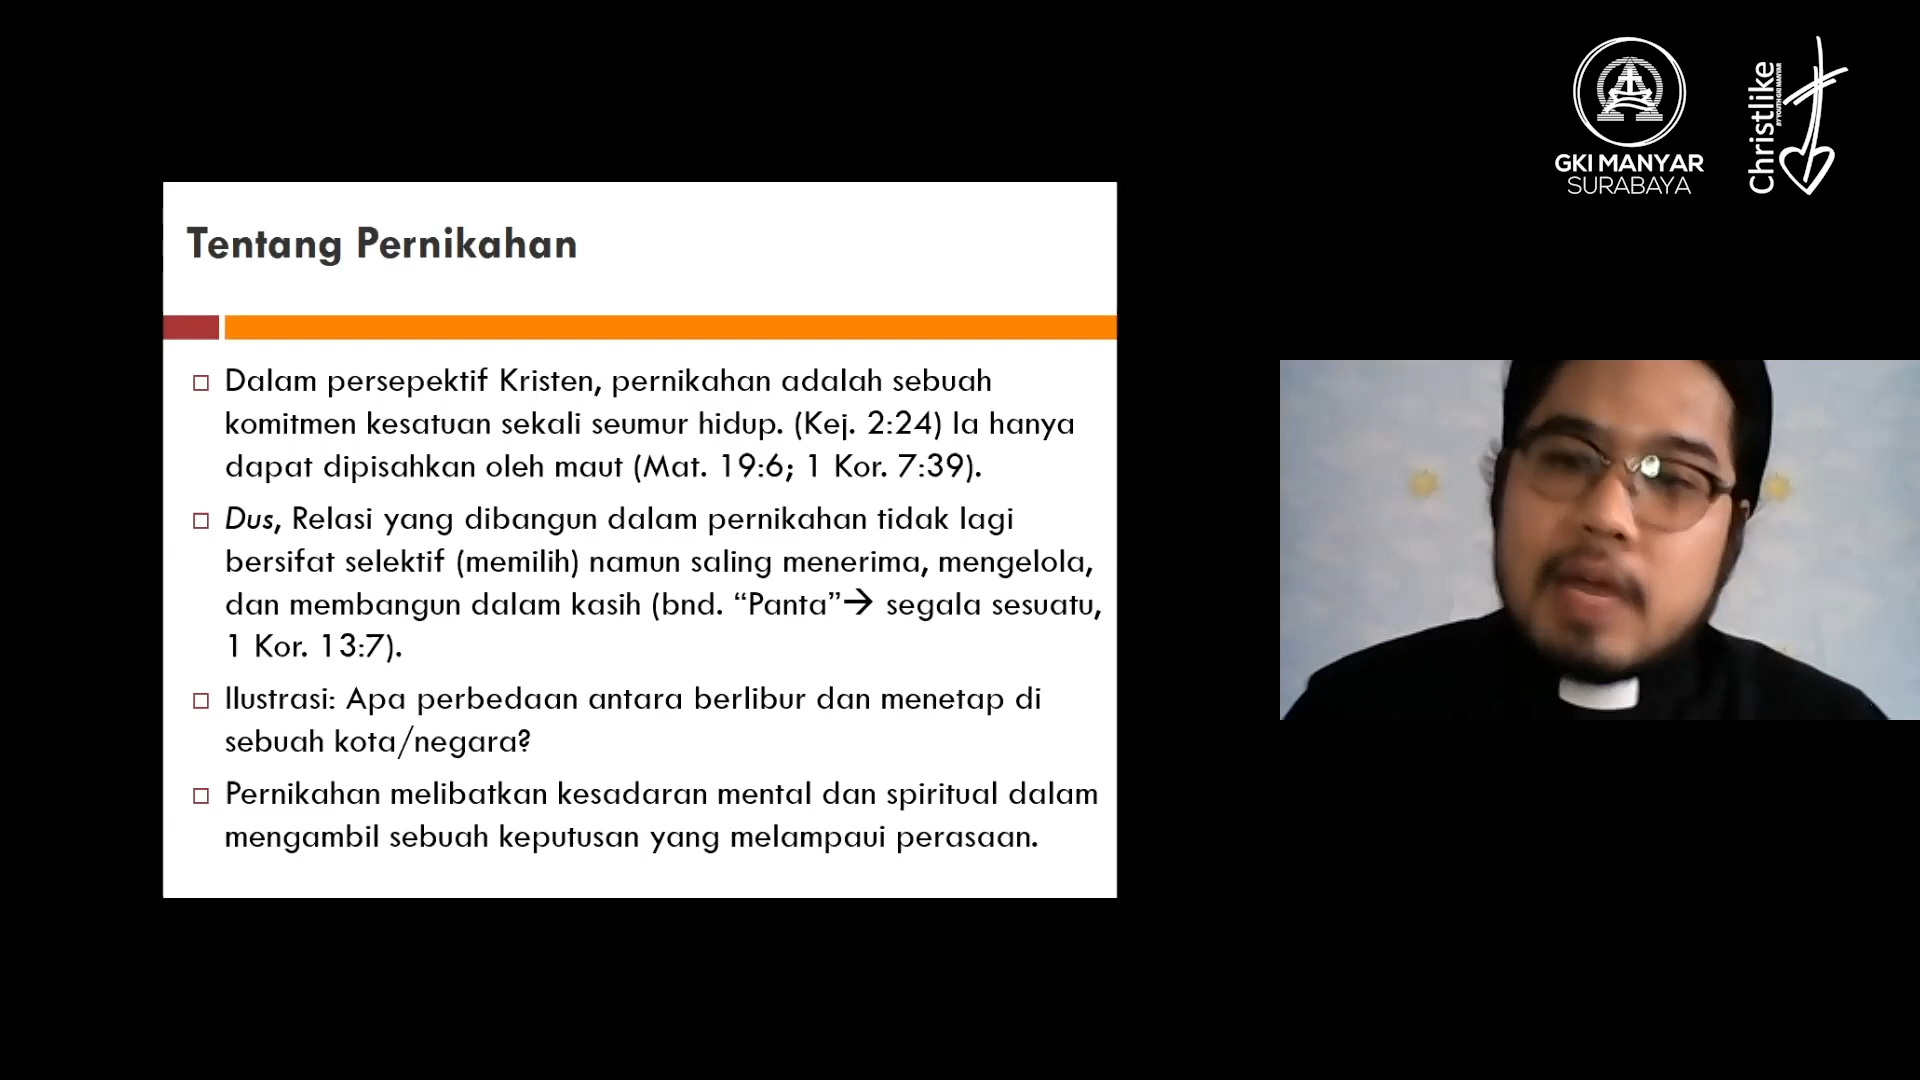 Tentang Pernikahan
Dalam persepektif Kristen, pernikahan adalah sebuah
komitmen kesatuan sekali seumur hidup. (Kej. 2:24) Ia hanya
dapat dipisahkan oleh maut (Mat. 19:6; 1 Kor. 7:39).
Dus, Relasi yang dibangun dalam pernikahan tidak lagi
bersifat selektif (memilih) namun saling menerima, mengelola,
dan membangun dalam kasih (bnd. “Panta”→ segala sesuatu,
1 Kor. 13:7).
Ilustrasi: Apa perbedaan antara berlibur dan menetap di
sebuah kota/negara?
Pernikahan melibatkan kesadaran mental dan spiritual dalam
mengambil sebuah keputusan yang melampaui perasaan.
GKI MANYAR
SURABAYA
Christlike
BY YOUTH GKI MANYAR